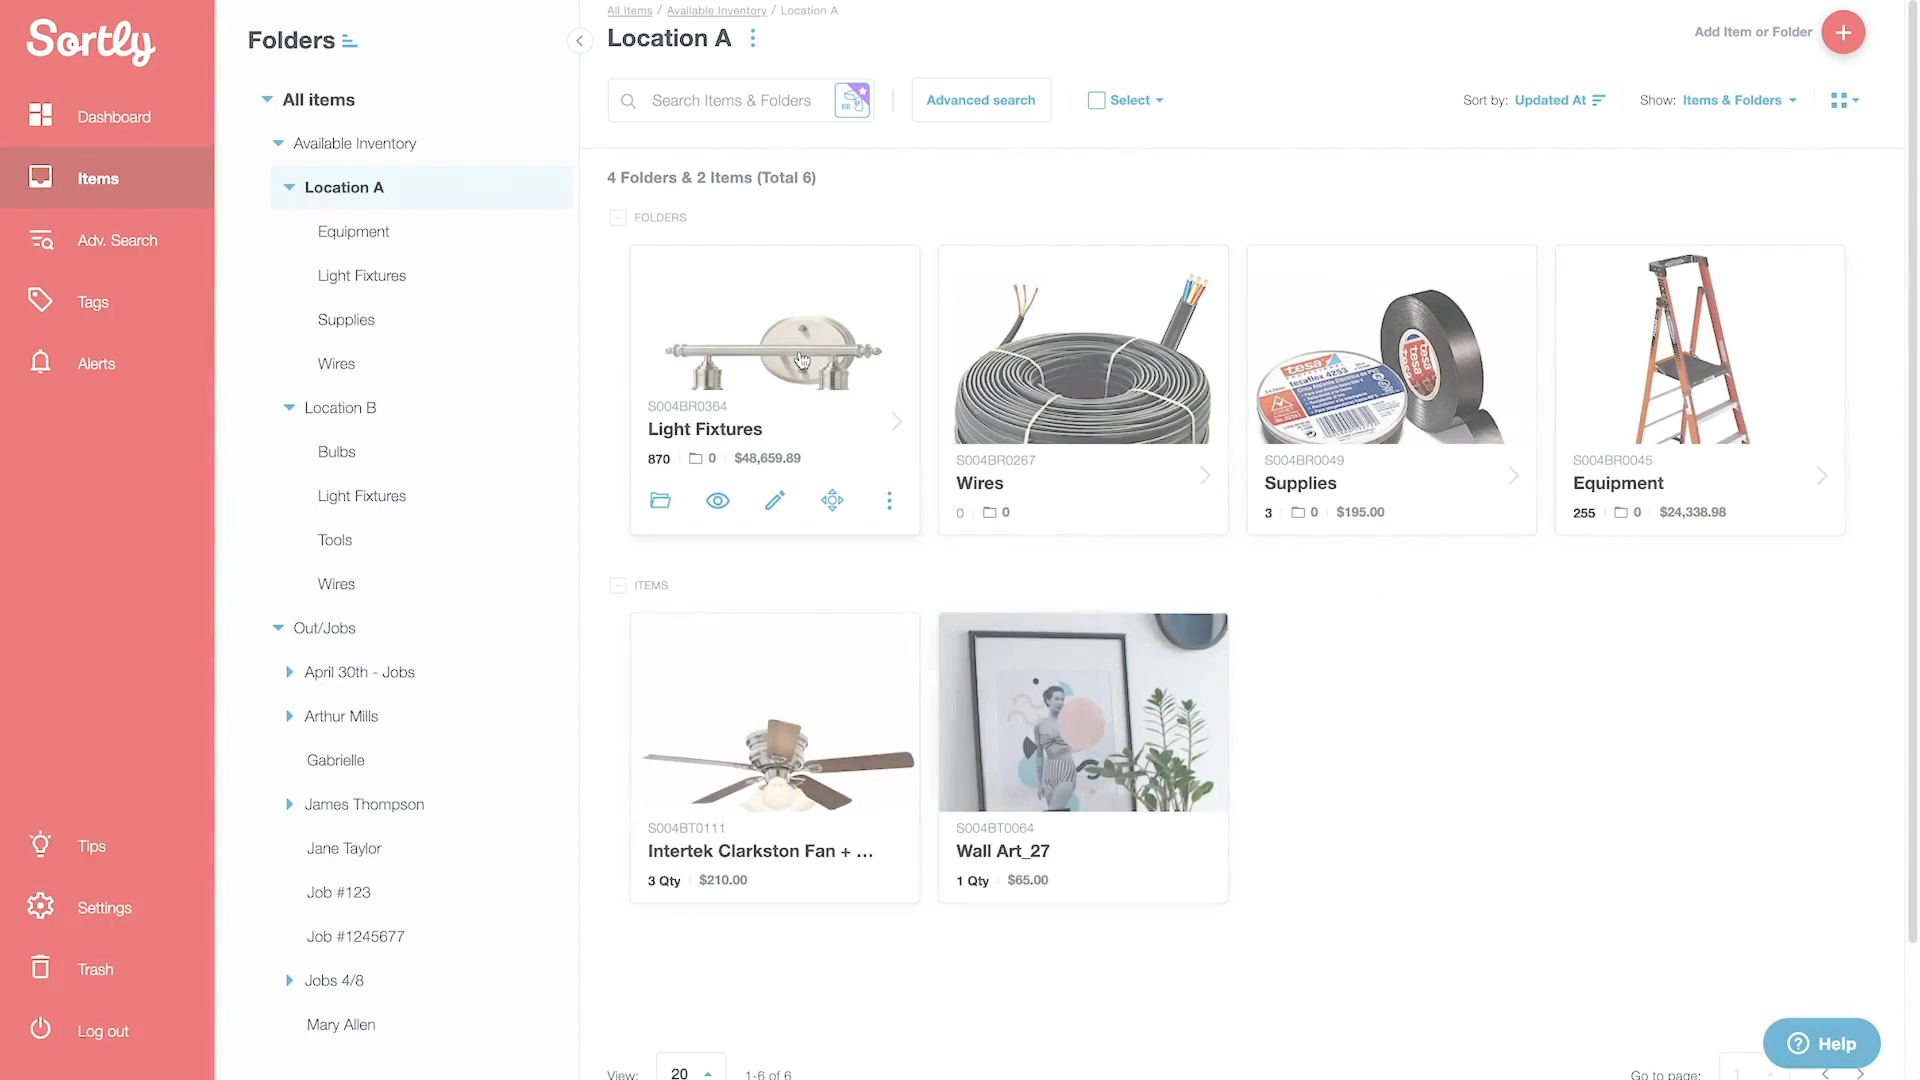 Sortly
Dashboard
Items
Adv. Search
Tags
Alerts
Tips
Settings
Trash
Log out
Folders
All items
Available Inventory
Location A
Equipment
Light Fixtures
Supplies
Wires
Location B
Bulbs
Light Fixtures
Tools
Wires
Out/Jobs
April 30th - Jobs
Arthur Mills
Gabrielle
James Thompson
Jane Taylor
Job #123
Job #1245677
Jobs 4/8
Mary Allen
All Items / Available Inventory / Location A
Location A
Add Item or Folder
Search Items & Folders
Advanced search
Select
Sort by: Updated At
Show: Items & Folders
4 Folders & 2 Items (Total 6)
FOLDERS
S004BR0364
Light Fixtures
870 0 $48,659.89
S004BR0267
Wires
0 0
tesa
tesaflex 4253
tesa
S004BR0049
Supplies
3 0 $195.00
S004BR0045
Equipment
255 0 $24,338.98
ITEMS
S004BT0111
Intertek Clarkston Fan + ...
3 Qty $210.00
S004BT0064
Wall Art_27
1 Qty $65.00
View: 20 1-6 of 6
Go to page: 1
Help